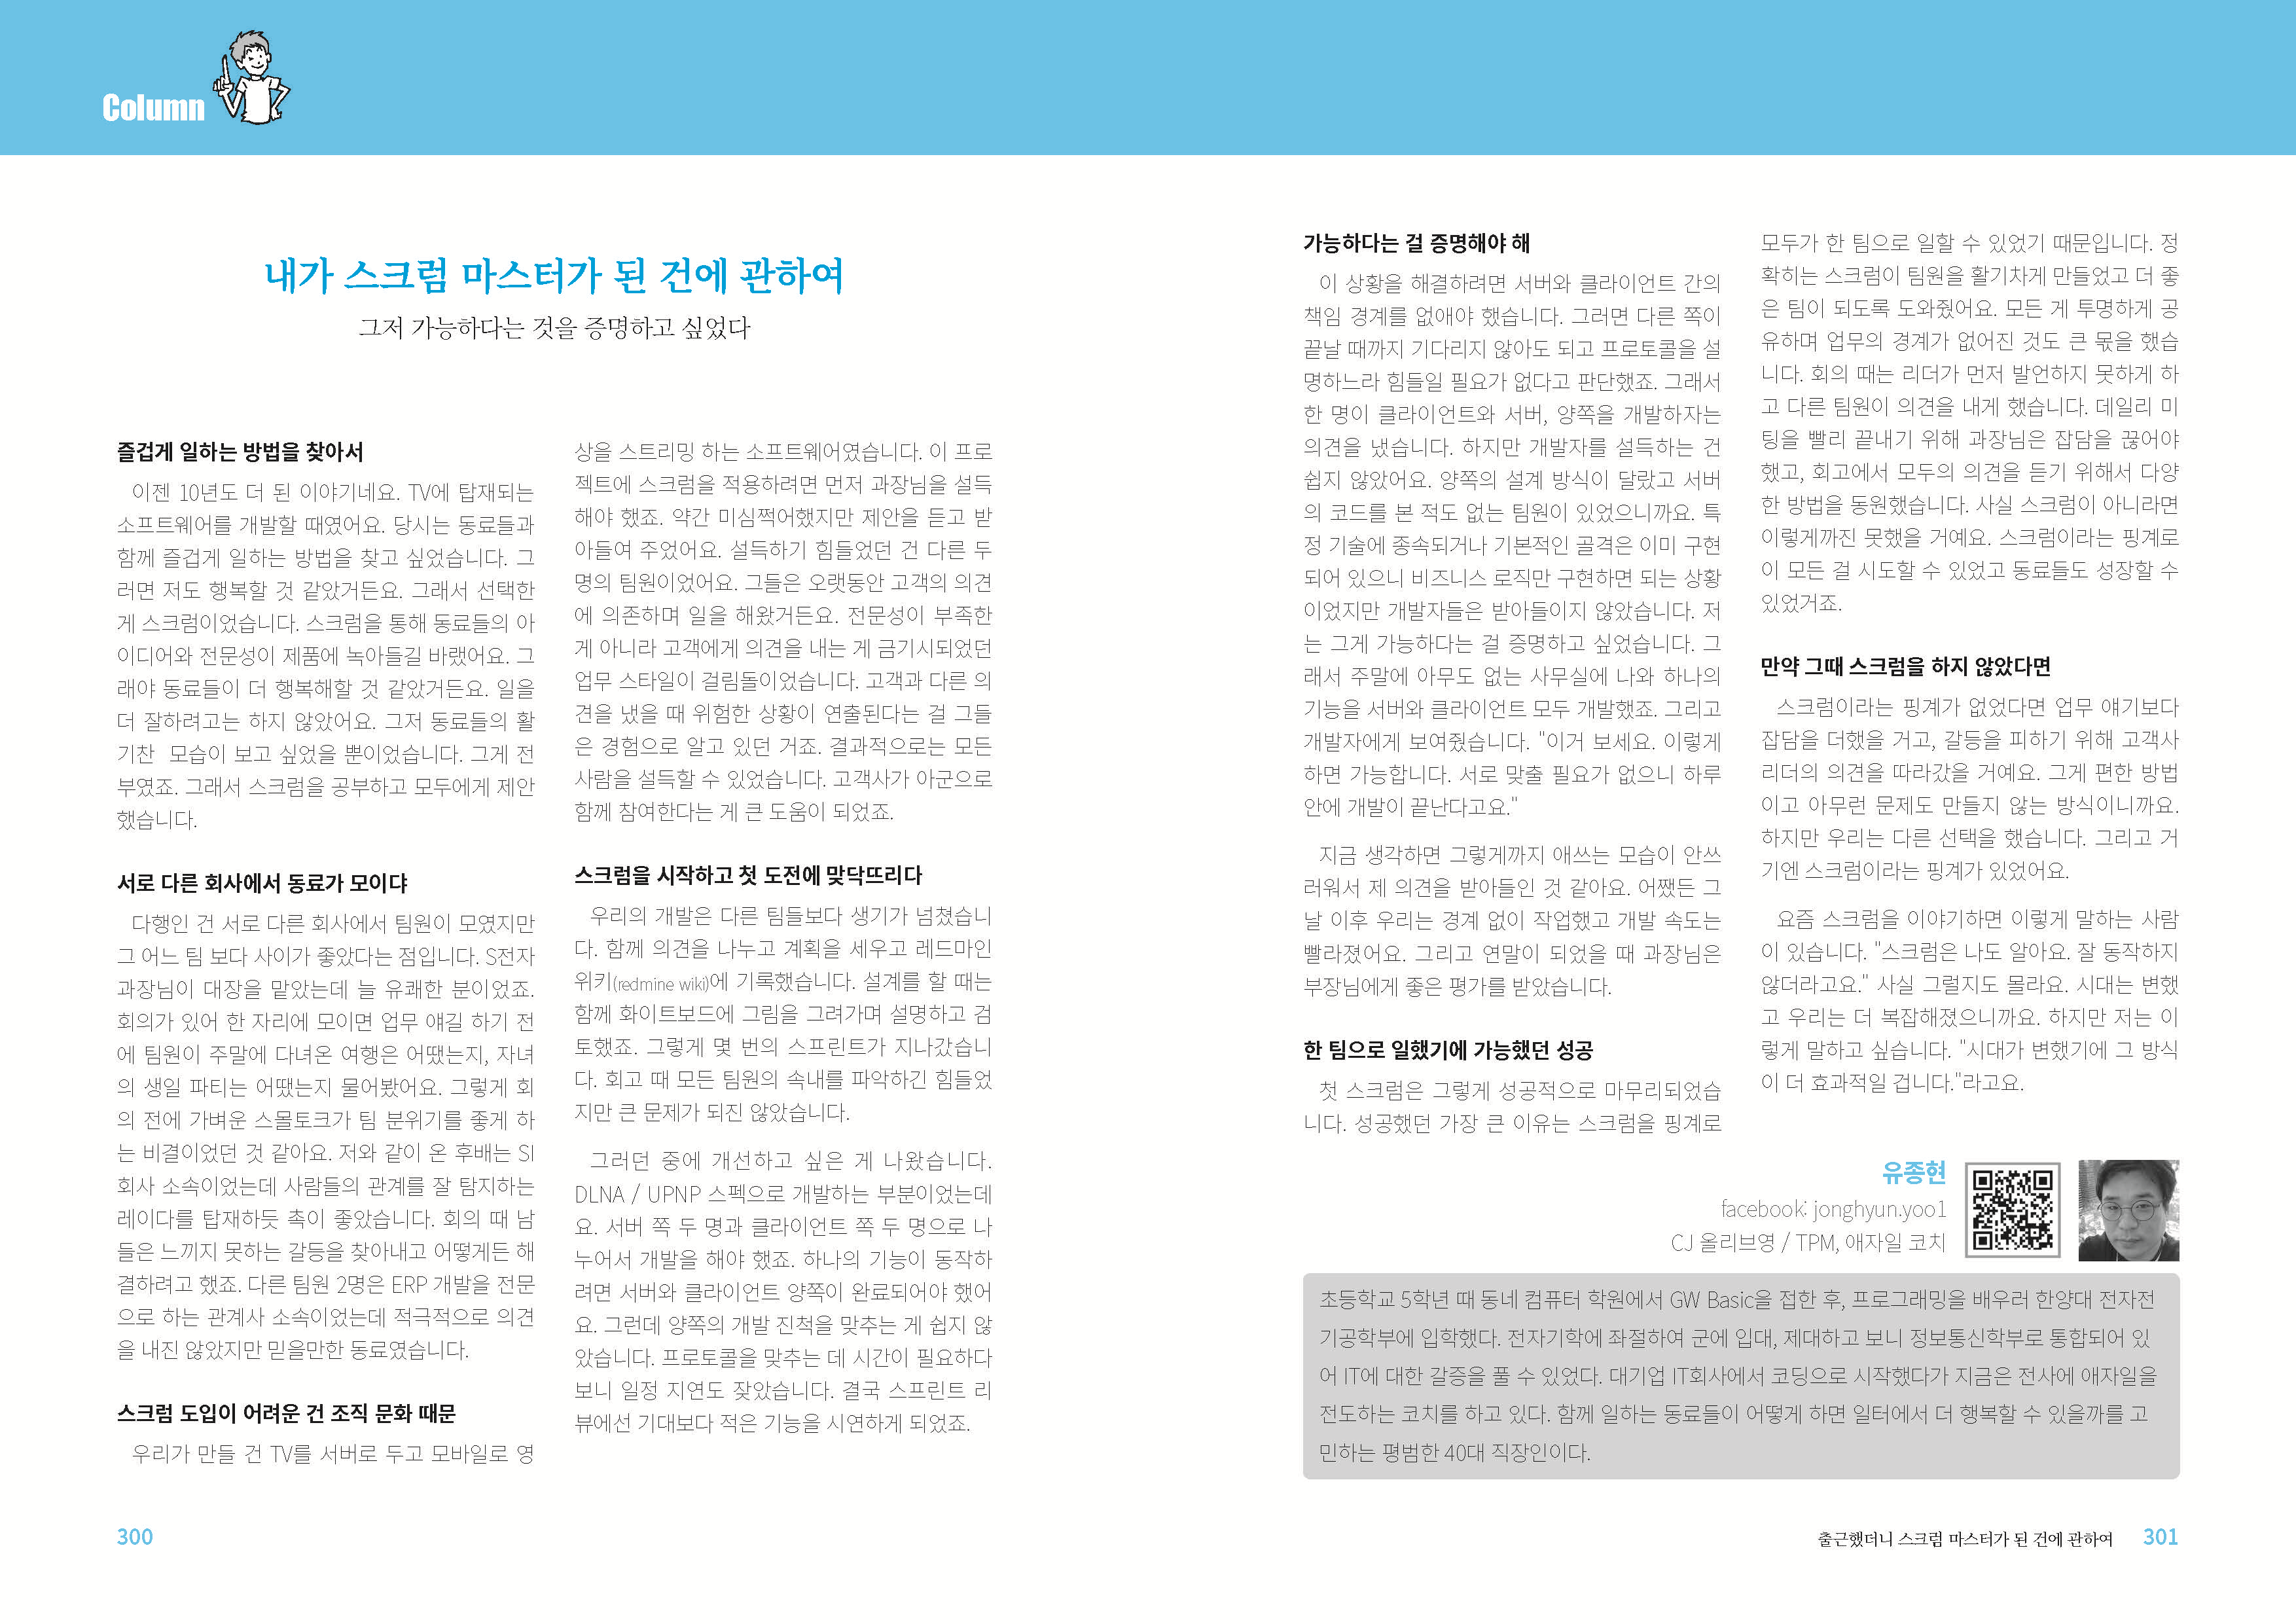 Column
내가 스크럼 마스터가 된 건에 관하여
그저 가능하다는 것을 증명하고 싶었다
즐겁게 일하는 방법을 찾아서
이젠 10년도 더 된 이야기네요. TV에 탑재되는
소프트웨어를 개발할 때였어요. 당시는 동료들과
함께 즐겁게 일하는 방법을 찾고 싶었습니다. 그
러면 저도 행복할 것 같았거든요. 그래서 선택한
게 스크럼이었습니다. 스크럼을 통해 동료들의 아
이디어와 전문성이 제품에 녹아들길 바랬어요. 그
래야 동료들이 더 행복해할 것 같았거든요. 일을
더 잘하려고는 하지 않았어요. 그저 동료들의 활
기찬 모습이 보고 싶었을 뿐이었습니다. 그게 전
부였죠. 그래서 스크럼을 공부하고 모두에게 제안
했습니다.
서로 다른 회사에서 동료가 모이다
다행인 건 서로 다른 회사에서 팀원이 모였지만
그 어느 팀 보다 사이가 좋았다는 점입니다. S전자
과장님이 대장을 맡았는데 늘 유쾌한 분이었죠.
회의가 있어 한 자리에 모이면 업무 얘길 하기 전
에 팀원이 주말에 다녀온 여행은 어땠는지, 자녀
의 생일 파티는 어땠는지 물어봤어요. 그렇게 회
의 전에 가벼운 스몰토크가 팀 분위기를 좋게 하
는 비결이었던 것 같아요. 저와 같이 온 후배는 SI
회사 소속이었는데 사람들의 관계를 잘 탐지하는
레이다를 탑재하듯 촉이 좋았습니다. 회의 때 남
들은 느끼지 못하는 갈등을 찾아내고 어떻게든 해
결하려고 했죠. 다른 팀원 2명은 ERP 개발을 전문
으로 하는 관계사 소속이었는데 적극적으로 의견
을 내진 않았지만 믿을만한 동료였습니다.
스크럼 도입이 어려운 건 조직 문화 때문
우리가 만들 건 TV를 서버로 두고 모바일로 영
상을 스트리밍 하는 소프트웨어였습니다. 이 프로
젝트에 스크럼을 적용하려면 먼저 과장님을 설득
해야 했죠. 약간 미심쩍어했지만 제안을 듣고 받
아들여 주었어요. 설득하기 힘들었던 건 다른 두
명의 팀원이었어요. 그들은 오랫동안 고객의 의견
에 의존하며 일을 해왔거든요. 전문성이 부족한
게 아니라 고객에게 의견을 내는 게 금기시되었던
업무 스타일이 걸림돌이었습니다. 고객과 다른 의
견을 냈을 때 위험한 상황이 연출된다는 걸 그들
은 경험으로 알고 있던 거죠. 결과적으로는 모든
사람을 설득할 수 있었습니다. 고객사가 아군으로
함께 참여한다는 게 큰 도움이 되었죠.
스크럼을 시작하고 첫 도전에 맞닥뜨리다
우리의 개발은 다른 팀들보다 생기가 넘쳤습니
다. 함께 의견을 나누고 계획을 세우고 레드마인
위키(redmine wiki)에 기록했습니다. 설계를 할 때는
함께 화이트보드에 그림을 그려가며 설명하고 검
토했죠. 그렇게 몇 번의 스프린트가 지나갔습니
다. 회고 때 모든 팀원의 속내를 파악하긴 힘들었
지만 큰 문제가 되진 않았습니다.
그러던 중에 개선하고 싶은 게 나왔습니다.
DLNA / UPNP 스펙으로 개발하는 부분이었는데
요. 서버 쪽 두 명과 클라이언트 쪽 두 명으로 나
누어서 개발을 해야 했죠. 하나의 기능이 동작하
려면 서버와 클라이언트 양쪽이 완료되어야 했어
요. 그런데 양쪽의 개발 진척을 맞추는 게 쉽지 않
았습니다. 프로토콜을 맞추는 데 시간이 필요하다
보니 일정 지연도 잦았습니다. 결국 스프린트 리
뷰에선 기대보다 적은 기능을 시연하게 되었죠.
300
가능하다는 걸 증명해야 해
이 상황을 해결하려면 서버와 클라이언트 간의
책임 경계를 없애야 했습니다. 그러면 다른 쪽이
끝날 때까지 기다리지 않아도 되고 프로토콜을 설
명하느라 힘들일 필요가 없다고 판단했죠. 그래서
한 명이 클라이언트와 서버, 양쪽을 개발하자는
의견을 냈습니다. 하지만 개발자를 설득하는 건
쉽지 않았어요. 양쪽의 설계 방식이 달랐고 서버
의 코드를 본 적도 없는 팀원이 있었으니까요. 특
정 기술에 종속되거나 기본적인 골격은 이미 구현
되어 있으니 비즈니스 로직만 구현하면 되는 상황
이었지만 개발자들은 받아들이지 않았습니다. 저
는 그게 가능하다는 걸 증명하고 싶었습니다. 그
래서 주말에 아무도 없는 사무실에 나와 하나의
기능을 서버와 클라이언트 모두 개발했죠. 그리고
개발자에게 보여줬습니다. "이거 보세요. 이렇게
하면 가능합니다. 서로 맞출 필요가 없으니 하루
안에 개발이 끝난다고요."
지금 생각하면 그렇게까지 애쓰는 모습이 안쓰
러워서 제 의견을 받아들인 것 같아요. 어쨌든 그
날 이후 우리는 경계 없이 작업했고 개발 속도는
빨라졌어요. 그리고 연말이 되었을 때 과장님은
부장님에게 좋은 평가를 받았습니다.
한 팀으로 일했기에 가능했던 성공
첫 스크럼은 그렇게 성공적으로 마무리되었습
니다. 성공했던 가장 큰 이유는 스크럼을 핑계로
모두가 한 팀으로 일할 수 있었기 때문입니다. 정
확히는 스크럼이 팀원을 활기차게 만들었고 더 좋
은 팀이 되도록 도와줬어요. 모든 게 투명하게 공
유하며 업무의 경계가 없어진 것도 큰 몫을 했습
니다. 회의 때는 리더가 먼저 발언하지 못하게 하
고 다른 팀원이 의견을 내게 했습니다. 데일리 미
팅을 빨리 끝내기 위해 과장님은 잡담을 끊어야
했고, 회고에서 모두의 의견을 듣기 위해서 다양
한 방법을 동원했습니다. 사실 스크럼이 아니라면
이렇게까진 못했을 거예요. 스크럼이라는 핑계로
이 모든 걸 시도할 수 있었고 동료들도 성장할 수
있었거죠.
만약 그때 스크럼을 하지 않았다면
스크럼이라는 핑계가 없었다면 업무 얘기보다
잡담을 더했을 거고, 갈등을 피하기 위해 고객사
리더의 의견을 따라갔을 거예요. 그게 편한 방법
이고 아무런 문제도 만들지 않는 방식이니까요.
하지만 우리는 다른 선택을 했습니다. 그리고 거
기엔 스크럼이라는 핑계가 있었어요.
요즘 스크럼을 이야기하면 이렇게 말하는 사람
이 있습니다. "스크럼은 나도 알아요. 잘 동작하지
않더라고요." 사실 그럴지도 몰라요. 시대는 변했
고 우리는 더 복잡해졌으니까요. 하지만 저는 이
렇게 말하고 싶습니다. "시대가 변했기에 그 방식
이 더 효과적일 겁니다."라고요.
유종현
facebook: jonghyun.yoo1
CJ 올리브영 / TPM, 애자일 코치
초등학교 5학년 때 동네 컴퓨터 학원에서 GW Basic을 접한 후, 프로그래밍을 배우러 한양대 전자전
기공학부에 입학했다. 전자기학에 좌절하여 군에 입대, 제대하고 보니 정보통신학부로 통합되어 있
어 IT에 대한 갈증을 풀 수 있었다. 대기업 IT회사에서 코딩으로 시작했다가 지금은 전사에 애자일을
전도하는 코치를 하고 있다. 함께 일하는 동료들이 어떻게 하면 일터에서 더 행복할 수 있을까를 고
민하는 평범한 40대 직장인이다.
출근했더니 스크럼 마스터가 된 건에 관하여 301